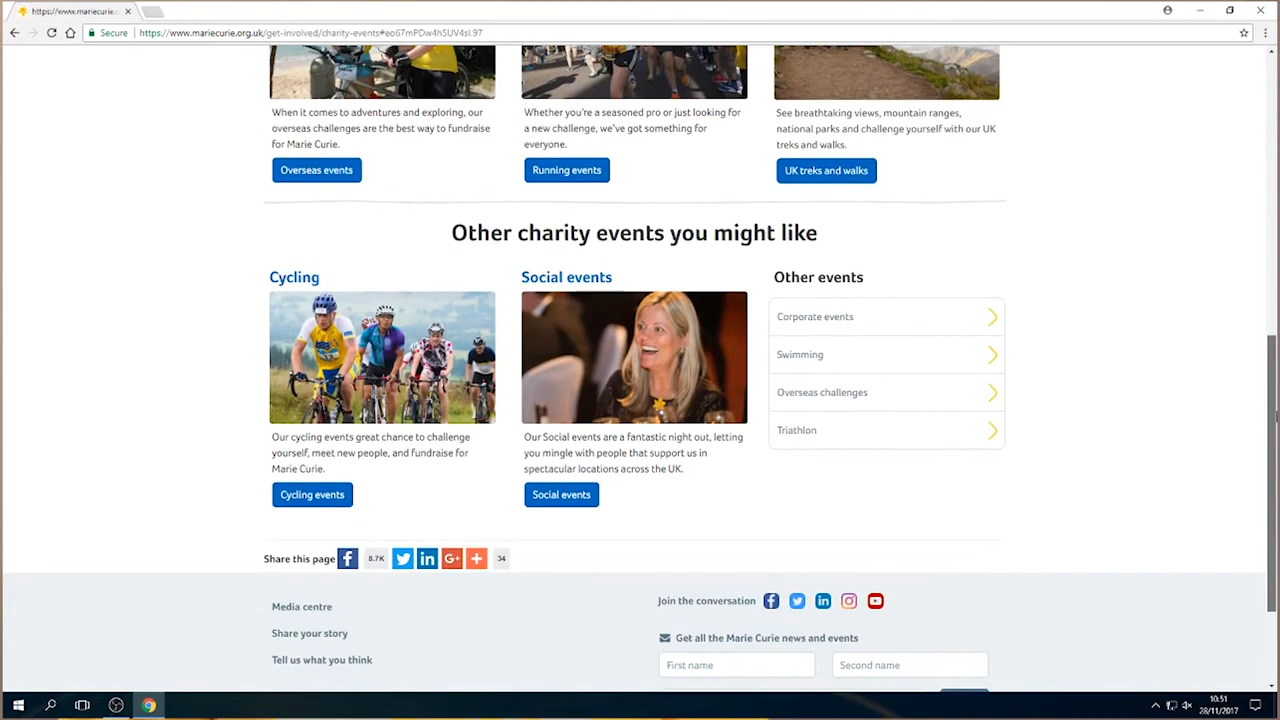 https://www.mariecurie.
Secure
https://www.mariecurie.org.uk/get-involved/charity-events#eo67mPDw4h5UV4sl.97
When it comes to adventures and exploring, our
overseas challenges are the best way to fundraise
for Marie Curie.
Overseas events
Whether you're a seasoned pro or just looking for
a new challenge, we've got something for
everyone.
Running events
See breathtaking views, mountain ranges,
national parks and challenge yourself with our UK
treks and walks.
UK treks and walks
Other charity events you might like
Cycling
Our cycling events great chance to challenge
yourself, meet new people, and fundraise for
Marie Curie.
Cycling events
Social events
Our Social events are a fantastic night out, letting
you mingle with people that support us in
spectacular locations across the UK.
Social events
Other events
Corporate events
Swimming
Overseas challenges
Triathlon
Share this page
8.7K
34
Media centre
Share your story
Tell us what you think
Join the conversation
Get all the Marie Curie news and events
First name
Second name
10:51
28/11/2017